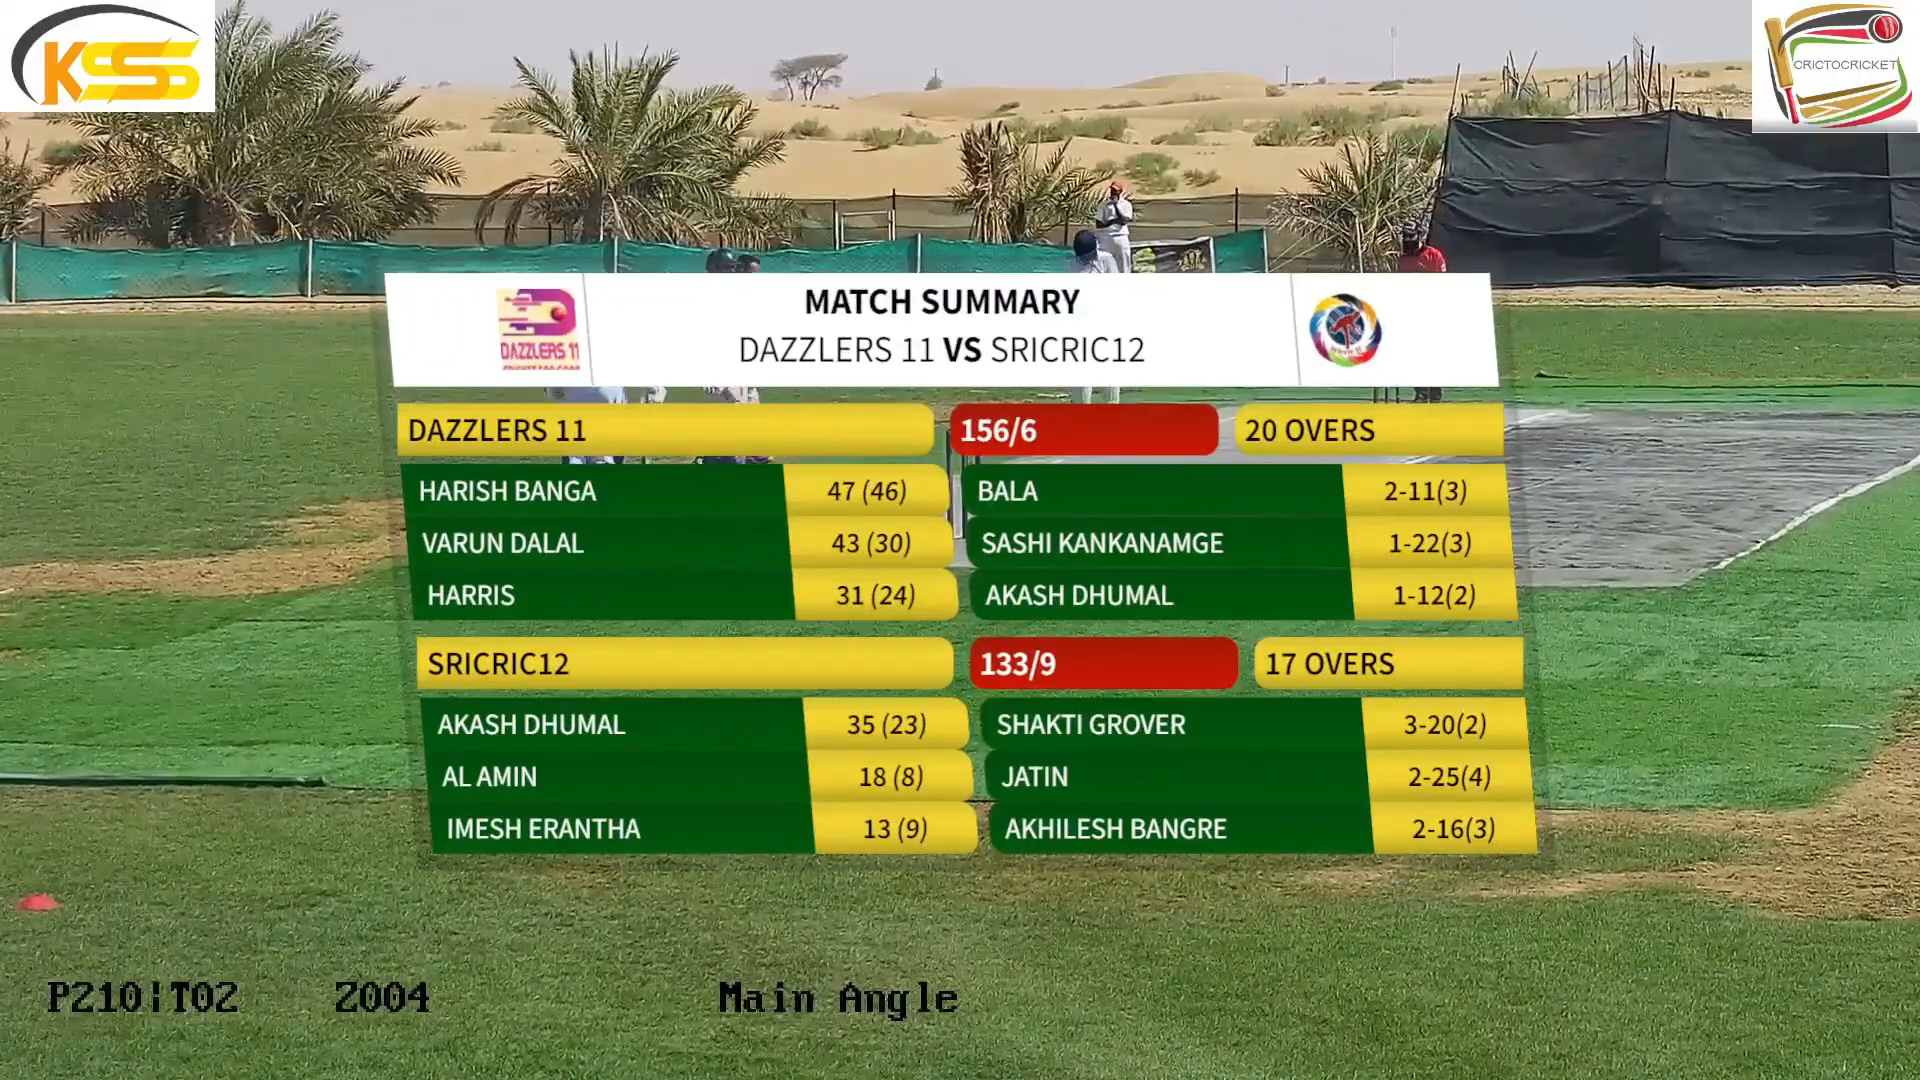 KSS
CRICTOCRICKET
MATCH SUMMARY
DAZZLERS 11
DAZZLERS 11 VS SRICRIC12
DAZZLERS 11 156/6 20 OVERS
HARISH BANGA 47 (46) BALA 2-11(3)
VARUN DALAL 43 (30) SASHI KANKANAMGE 1-22(3)
HARRIS 31 (24) AKASH DHUMAL 1-12(2)
SRICRIC12 133/9 17 OVERS
AKASH DHUMAL 35 (23) SHAKTI GROVER 3-20(2)
AL AMIN 18 (8) JATIN 2-25(4)
IMESH ERANTHA 13 (9) AKHILESH BANGRE 2-16(3)
P210|T02 Z004 Main Angle